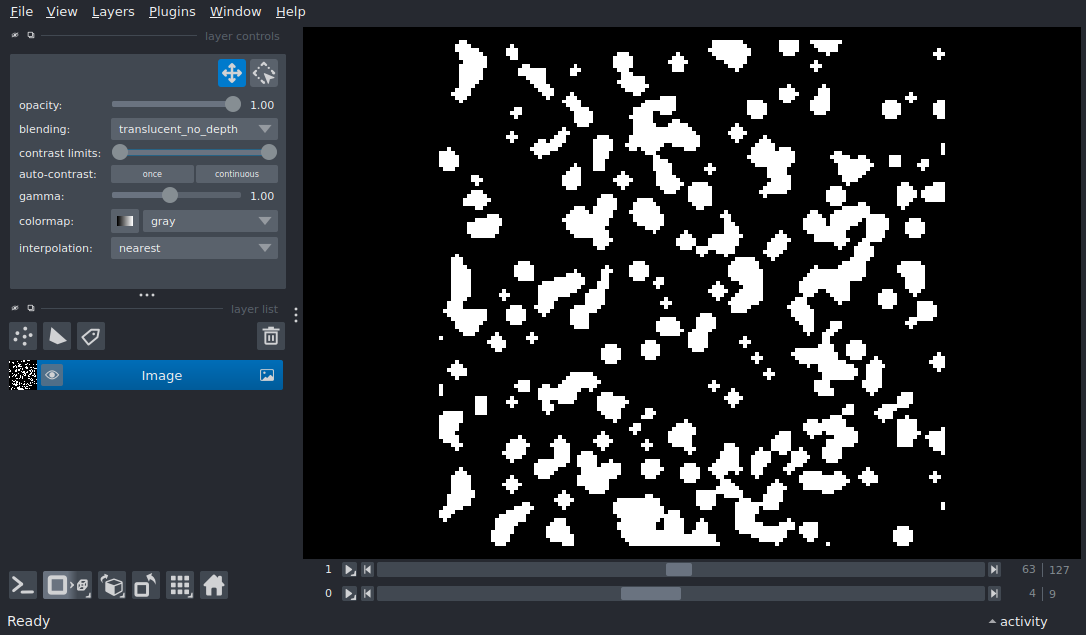 File View Layers Plugins Window Help
layer controls
opacity: 1.00
blending: translucent_no_depth
contrast limits:
auto-contrast: once continuous
gamma: 1.00
colormap: gray
interpolation: nearest
layer list
Image
1 63 127
0 4 9
Ready activity